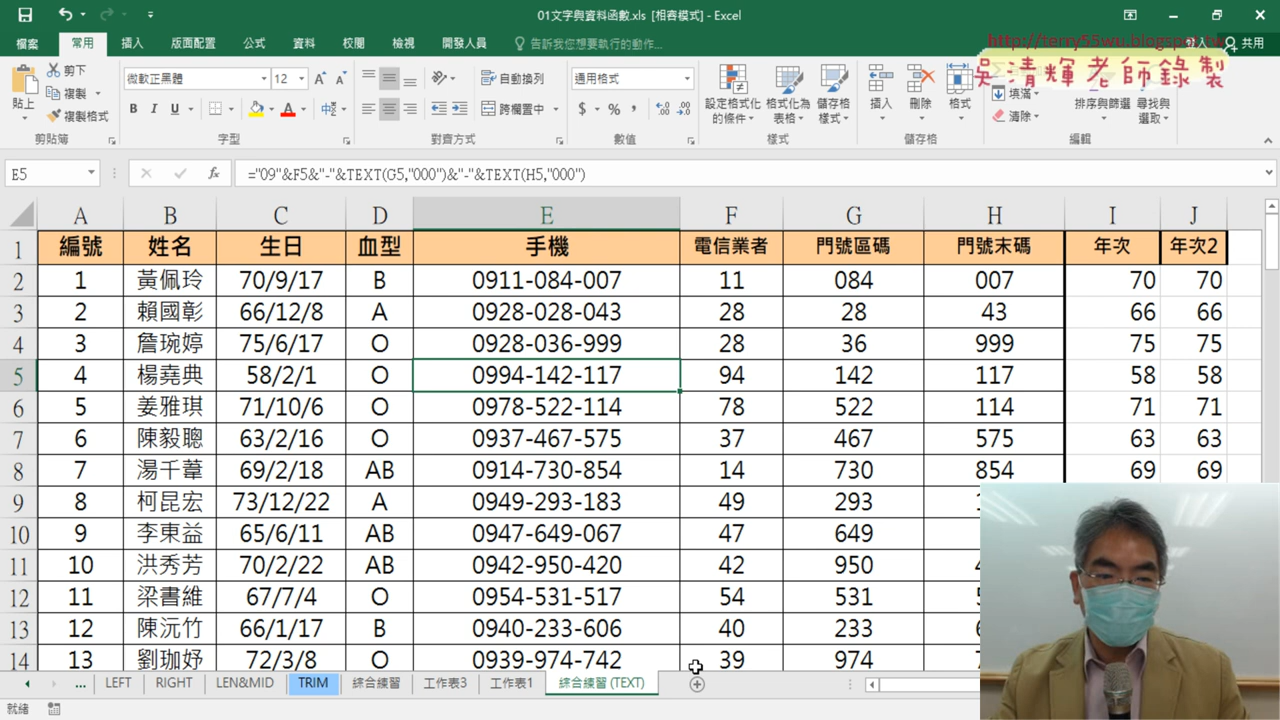 01文字與資料函數.xls [相容模式] - Excel
檔案 常用 插入 版面配置 公式 資料 校閱 檢視 開發人員 告訴我您想要執行的動作... 登入 共用
http://terry55wu.blogspot.tw
吳清輝老師錄製
貼上 剪下 複製 複製格式 剪貼簿
微軟正黑體 12 B I U 字型
自動換列 跨欄置中 對齊方式
通用格式 $ % 數值
設定格式化的條件 格式化為表格 儲存格樣式 樣式
插入 刪除 格式 儲存格
填滿 清除 排序與篩選 尋找與選取 編輯
E5 fx ="09"&F5&"-"&TEXT(G5,"000")&"-"&TEXT(H5,"000")
A B C D E F G H I J
1 編號 姓名 生日 血型 手機 電信業者 門號區碼 門號末碼 年次 年次2
2 1 黃佩玲 70/9/17 B 0911-084-007 11 084 007 70 70
3 2 賴國彰 66/12/8 A 0928-028-043 28 28 43 66 66
4 3 詹琬婷 75/6/17 O 0928-036-999 28 36 999 75 75
5 4 楊堯典 58/2/1 O 0994-142-117 94 142 117 58 58
6 5 姜雅琪 71/10/6 O 0978-522-114 78 522 114 71 71
7 6 陳毅聰 63/2/16 O 0937-467-575 37 467 575 63 63
8 7 湯千葦 69/2/18 AB 0914-730-854 14 730 854 69 69
9 8 柯昆宏 73/12/22 A 0949-293-183 49 293
10 9 李東益 65/6/11 AB 0947-649-067 47 649
11 10 洪秀芳 70/2/22 AB 0942-950-420 42 950
12 11 梁書維 67/7/4 O 0954-531-517 54 531
13 12 陳沅竹 66/1/17 B 0940-233-606 40 233
14 13 劉珈妤 72/3/8 O 0939-974-742 39 974
... LEFT RIGHT LEN&MID TRIM 綜合練習 工作表3 工作表1 綜合練習 (TEXT)
就緒